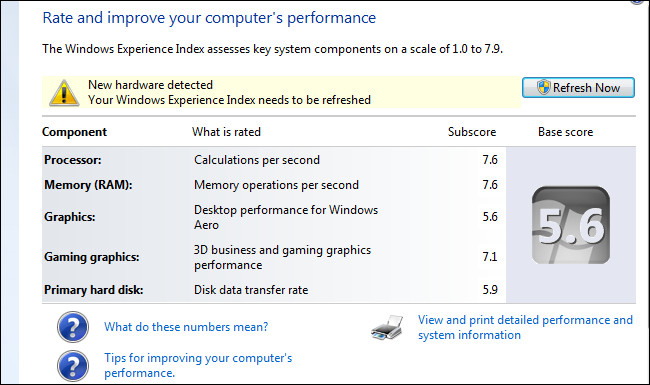 Rate and improve your computer's performance
The Windows Experience Index assesses key system components on a scale of 1.0 to 7.9.
New hardware detected
Your Windows Experience Index needs to be refreshed
Refresh Now
Component What is rated Subscore Base score
Processor: Calculations per second 7.6
Memory (RAM): Memory operations per second 7.6
Graphics: Desktop performance for Windows Aero 5.6
Gaming graphics: 3D business and gaming graphics performance 7.1
Primary hard disk: Disk data transfer rate 5.9
5.6
What do these numbers mean?
View and print detailed performance and
system information
Tips for improving your computer's
performance.